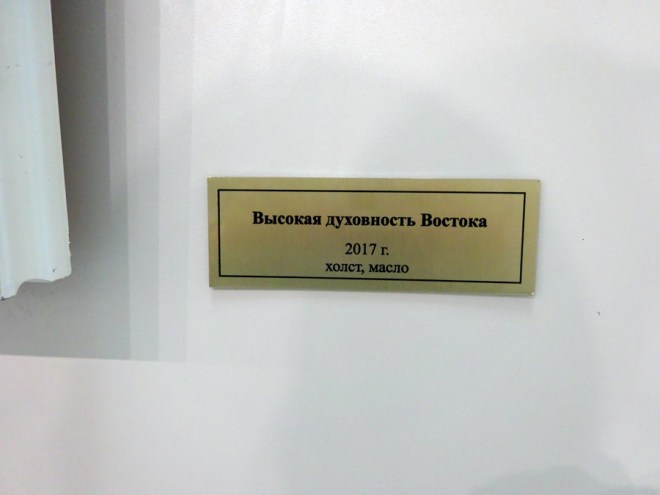 Высокая духовность Востока
2017 г.
холст, масло